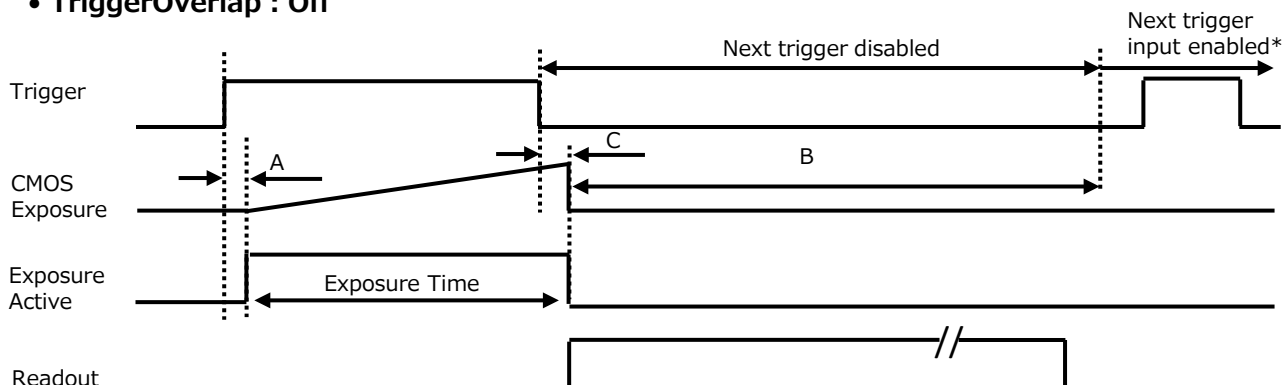 • TriggerOverlap : Off
Next trigger
input enabled*
Next trigger disabled
Trigger
A
C
B
CMOS
Exposure
Exposure
Active
Exposure Time
Readout